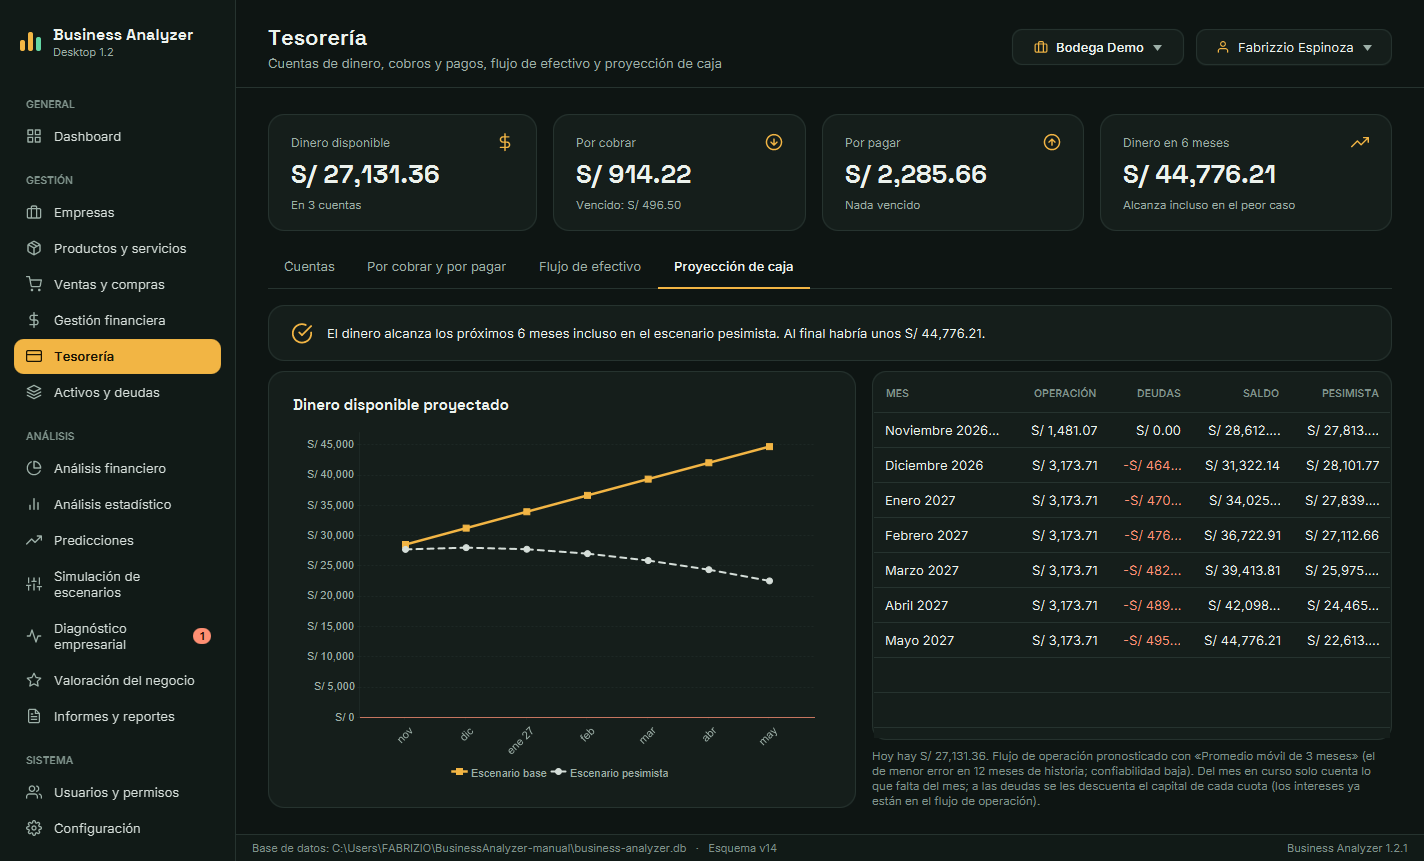 Business Analyzer
Desktop 1.2
GENERAL
Dashboard
GESTIÓN
Empresas
Productos y servicios
Ventas y compras
Gestión financiera
Tesorería
Activos y deudas
ANÁLISIS
Análisis financiero
Análisis estadístico
Predicciones
Simulación de
escenarios
Diagnóstico
empresarial
1
Valoración del negocio
Informes y reportes
SISTEMA
Usuarios y permisos
Configuración
Tesorería
Cuentas de dinero, cobros y pagos, flujo de efectivo y proyección de caja
Bodega Demo
Fabrizzio Espinoza
Dinero disponible
S/ 27,131.36
En 3 cuentas
Por cobrar
S/ 914.22
Vencido: S/ 496.50
Por pagar
S/ 2,285.66
Nada vencido
Dinero en 6 meses
S/ 44,776.21
Alcanza incluso en el peor caso
Cuentas Por cobrar y por pagar Flujo de efectivo Proyección de caja
El dinero alcanza los próximos 6 meses incluso en el escenario pesimista. Al final habría unos S/ 44,776.21.
Dinero disponible proyectado
S/ 45,000
S/ 40,000
S/ 35,000
S/ 30,000
S/ 25,000
S/ 20,000
S/ 15,000
S/ 10,000
S/ 5,000
S/ 0
nov dic ene 27 feb mar abr may
Escenario base Escenario pesimista
MES OPERACIÓN DEUDAS SALDO PESIMISTA
Noviembre 2026... S/ 1,481.07 S/ 0.00 S/ 28,612.... S/ 27,813....
Diciembre 2026 S/ 3,173.71 -S/ 464... S/ 31,322.14 S/ 28,101.77
Enero 2027 S/ 3,173.71 -S/ 470... S/ 34,025.... S/ 27,839....
Febrero 2027 S/ 3,173.71 -S/ 476... S/ 36,722.91 S/ 27,112.66
Marzo 2027 S/ 3,173.71 -S/ 482... S/ 39,413.81 S/ 25,975....
Abril 2027 S/ 3,173.71 -S/ 489... S/ 42,098.... S/ 24,465....
Mayo 2027 S/ 3,173.71 -S/ 495... S/ 44,776.21 S/ 22,613....
Hoy hay S/ 27,131.36. Flujo de operación pronosticado con «Promedio móvil de 3 meses» (el
de menor error en 12 meses de historia; confiabilidad baja). Del mes en curso solo cuenta lo
que falta del mes; a las deudas se les descuenta el capital de cada cuota (los intereses ya
están en el flujo de operación).
Base de datos: C:\Users\FABRIZIO\BusinessAnalyzer-manual\business-analyzer.db · Esquema v14
Business Analyzer 1.2.1